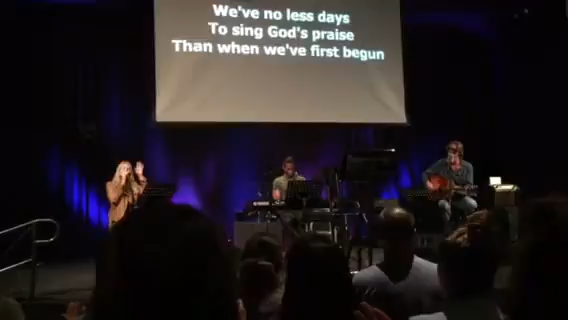 We've no less days
To sing God's praise
Than when we've first begun